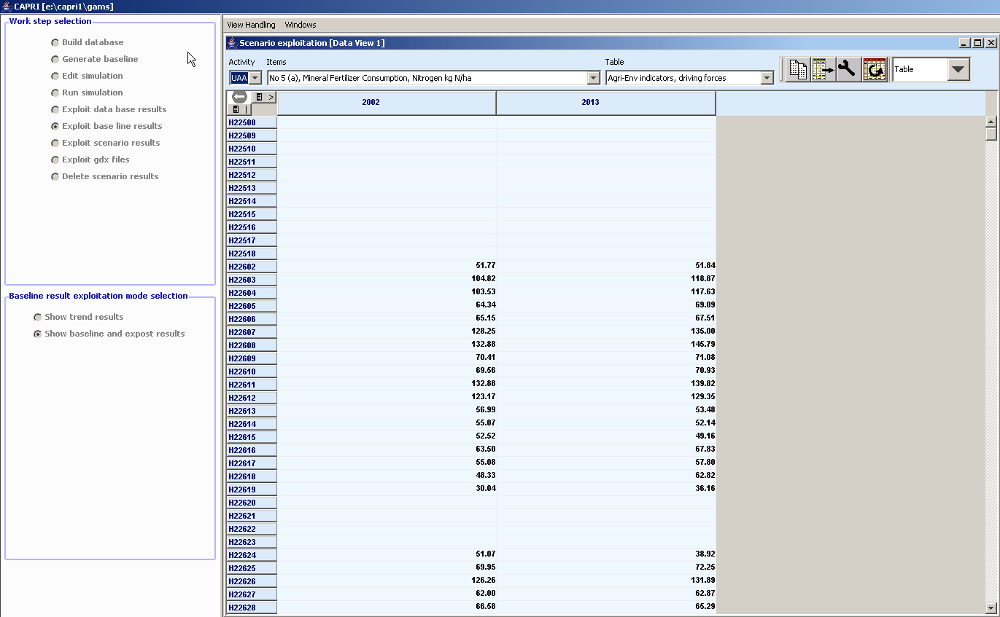 CAPRI [e:\capri1\gams]
Work step selection
Build database
Generate baseline
Edit simulation
Run simulation
Exploit data base results
Exploit base line results
Exploit scenario results
Exploit gdx files
Delete scenario results
Baseline result exploitation mode selection
Show trend results
Show baseline and expost results
View Handling Windows
Scenario exploitation [Data View 1]
Activity Items Table
UAA No 5 (a), Mineral Fertilizer Consumption, Nitrogen kg N/ha Agri-Env indicators, driving forces Table
2002 2013
H22508
H22509
H22510
H22511
H22512
H22513
H22514
H22515
H22516
H22517
H22518
H22602 51.77 51.84
H22603 104.82 118.87
H22604 103.53 117.63
H22605 64.34 69.09
H22606 65.15 67.51
H22607 128.25 135.00
H22608 132.88 145.79
H22609 70.41 71.08
H22610 69.56 70.93
H22611 132.88 139.82
H22612 123.17 129.35
H22613 56.99 53.48
H22614 55.07 52.14
H22615 52.52 49.16
H22616 63.50 67.83
H22617 55.08 57.80
H22618 48.33 62.82
H22619 30.04 36.16
H22620
H22621
H22622
H22623
H22624 51.07 38.92
H22625 69.95 72.25
H22626 126.26 131.89
H22627 62.00 62.87
H22628 66.58 65.29